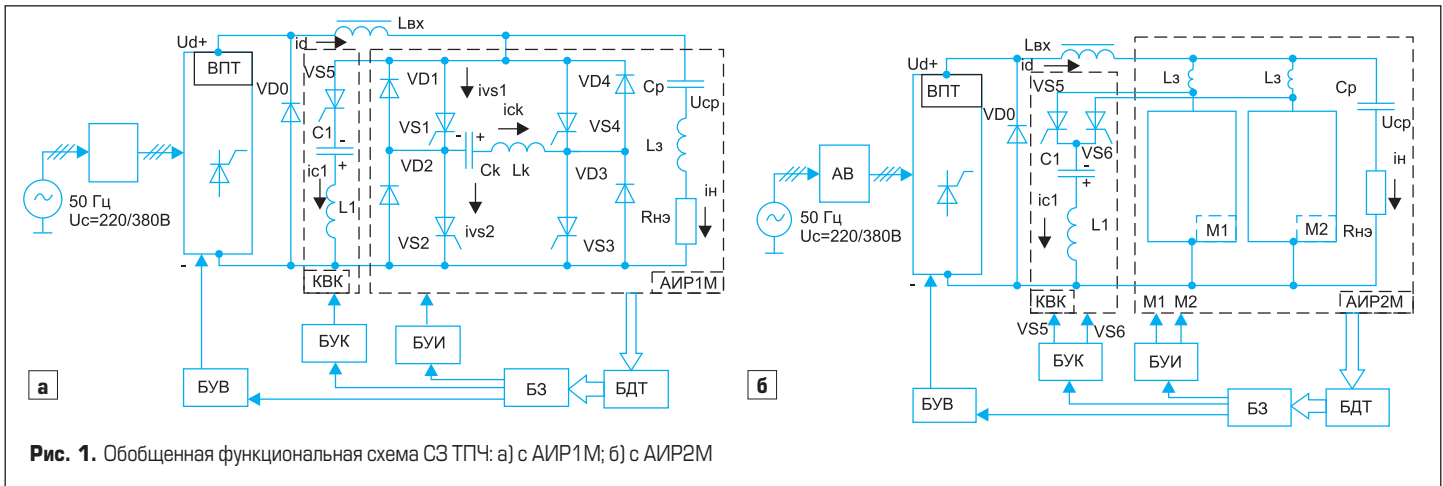 Lвх
id
Ud+
ВПТ
VD0
VS5
C1
-
+
ic1
L1
VD1
ivs1
VD4
Cр
Uср
VS1
ick
VS4
-
+
VD2
Ck
Lk
VD3
Lз
VS2
ivs2
VS3
Rнэ
iн
50 Гц
Uc=220/380В
-
КВК
АИР1М
БУК
БУИ
БУВ
БЗ
БДТ
а
Lвх
id
Ud+
ВПТ
VD0
VS5
Lз
Lз
Cр
Uср
C1
VS6
-
+
ic1
L1
АВ
50 Гц
Uc=220/380В
М1
М2
iн
Rнэ
-
КВК
М1
М2
АИР2М
VS5
VS6
БУК
БУИ
БУВ
БЗ
БДТ
б
Рис. 1. Обобщенная функциональная схема СЗ ТПЧ: а) с АИР1М; б) с АИР2М